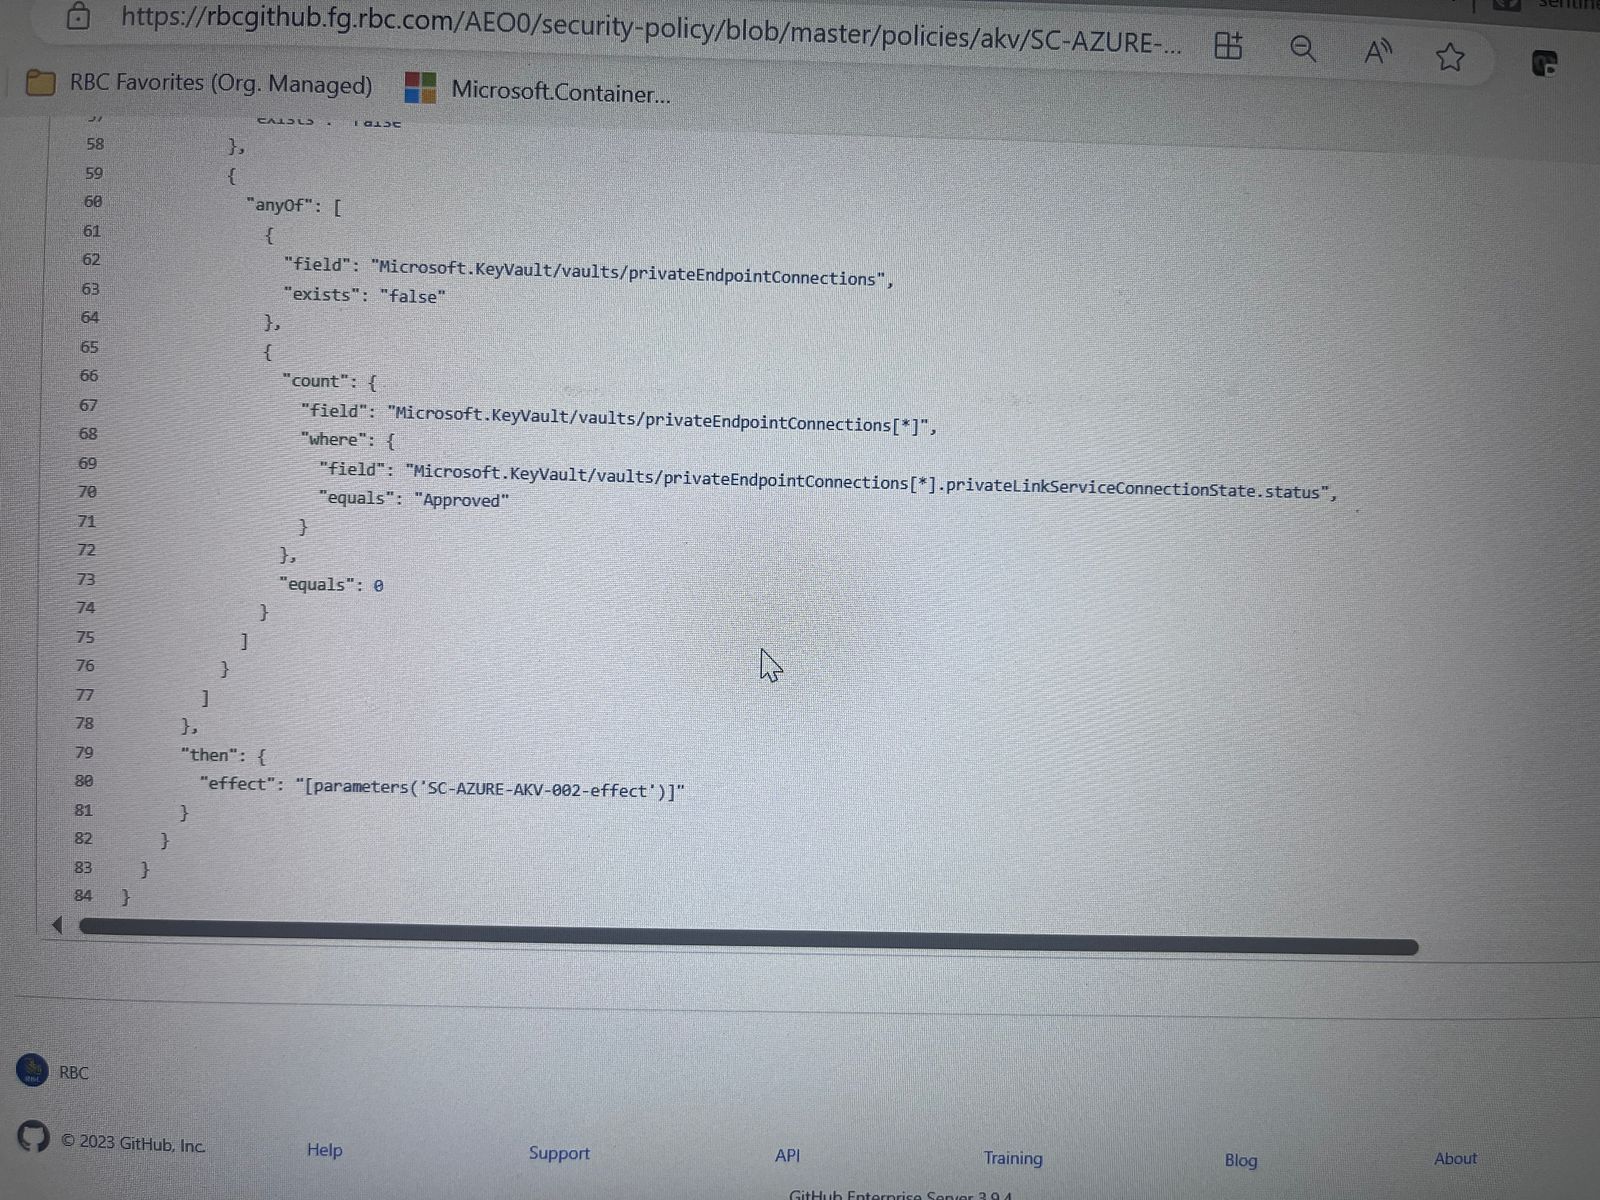 https://rbcgithub.fg.rbc.com/AEO0/security-policy/blob/master/policies/akv/SC-AZURE-...
RBC Favorites (Org. Managed)
Microsoft.Container...
58 },
59 {
60 "anyOf": [
61 {
62 "field": "Microsoft.KeyVault/vaults/privateEndpointConnections",
63 "exists": "false"
64 },
65 {
66 "count": {
67 "field": "Microsoft.KeyVault/vaults/privateEndpointConnections[*]",
68 "where": {
69 "field": "Microsoft.KeyVault/vaults/privateEndpointConnections[*].privateLinkServiceConnectionState.status",
70 "equals": "Approved"
71 }
72 },
73 "equals": 0
74 }
75 ]
76 }
77 ]
78 },
79 "then": {
80 "effect": "[parameters('SC-AZURE-AKV-002-effect')]"
81 }
82 }
83 }
84 }
RBC
© 2023 GitHub, Inc.
Help
Support
API
Training
Blog
About
GitHub Enterprise Server 3.9.4